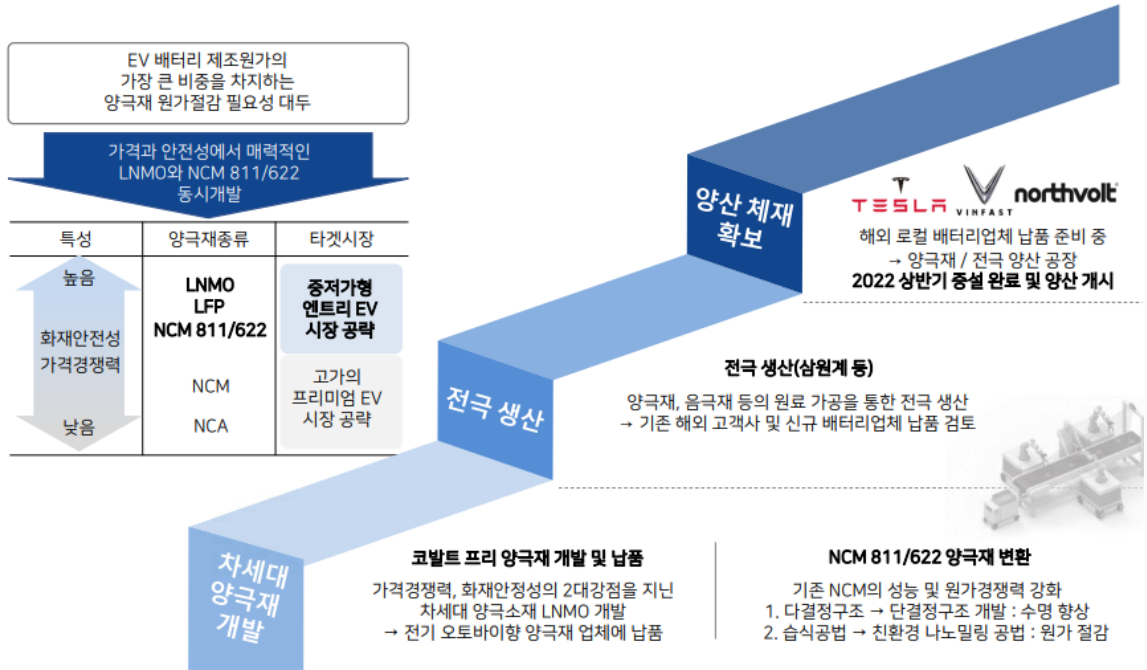 EV 배터리 제조원가의
가장 큰 비중을 차지하는
양극재 원가절감 필요성 대두
가격과 안전성에서 매력적인
LNMO와 NCM 811/622
동시개발
특성
양극재종류
타겟시장
높음
화재안전성
가격경쟁력
낮음
LNMO
LFP
NCM 811/622
NCM
NCA
중저가형
엔트리 EV
시장 공략
고가의
프리미엄 EV
시장 공략
양산 체재
확보
TESLA
VINFAST
northvolt
해외 로컬 배터리업체 납품 준비 중
→ 양극재 / 전극 양산 공장
2022 상반기 증설 완료 및 양산 개시
전극 생산
전극 생산(삼원계 등)
양극재, 음극재 등의 원료 가공을 통한 전극 생산
→ 기존 해외 고객사 및 신규 배터리업체 납품 검토
차세대
양극재
개발
코발트 프리 양극재 개발 및 납품
가격경쟁력, 화재안정성의 2대강점을 지닌
차세대 양극소재 LNMO 개발
→ 전기 오토바이향 양극재 업체에 납품
NCM 811/622 양극재 변환
기존 NCM의 성능 및 원가경쟁력 강화
1. 다결정구조 → 단결정구조 개발 : 수명 향상
2. 습식공법 → 친환경 나노밀링 공법 : 원가 절감